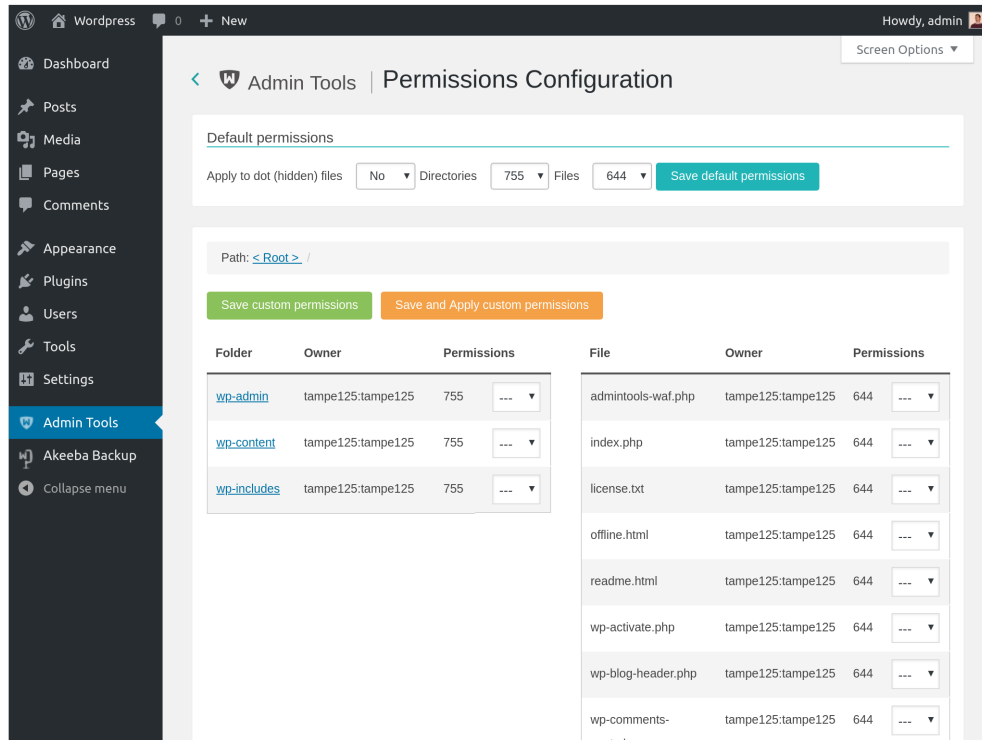 Wordpress 0 New Howdy, admin
Screen Options ▼
Dashboard
Posts
Media
Pages
Comments
Appearance
Plugins
Users
Tools
Settings
Admin Tools
Akeeba Backup
Collapse menu
Admin Tools | Permissions Configuration
Default permissions
Apply to dot (hidden) files No ▼ Directories 755 ▼ Files 644 ▼ Save default permissions
Path: < Root > /
Save custom permissions Save and Apply custom permissions
Folder Owner Permissions
wp-admin tampe125:tampe125 755 --- ▼
wp-content tampe125:tampe125 755 --- ▼
wp-includes tampe125:tampe125 755 --- ▼
File Owner Permissions
admintools-waf.php tampe125:tampe125 644 --- ▼
index.php tampe125:tampe125 644 --- ▼
license.txt tampe125:tampe125 644 --- ▼
offline.html tampe125:tampe125 644 --- ▼
readme.html tampe125:tampe125 644 --- ▼
wp-activate.php tampe125:tampe125 644 --- ▼
wp-blog-header.php tampe125:tampe125 644 --- ▼
wp-comments- tampe125:tampe125 644 --- ▼